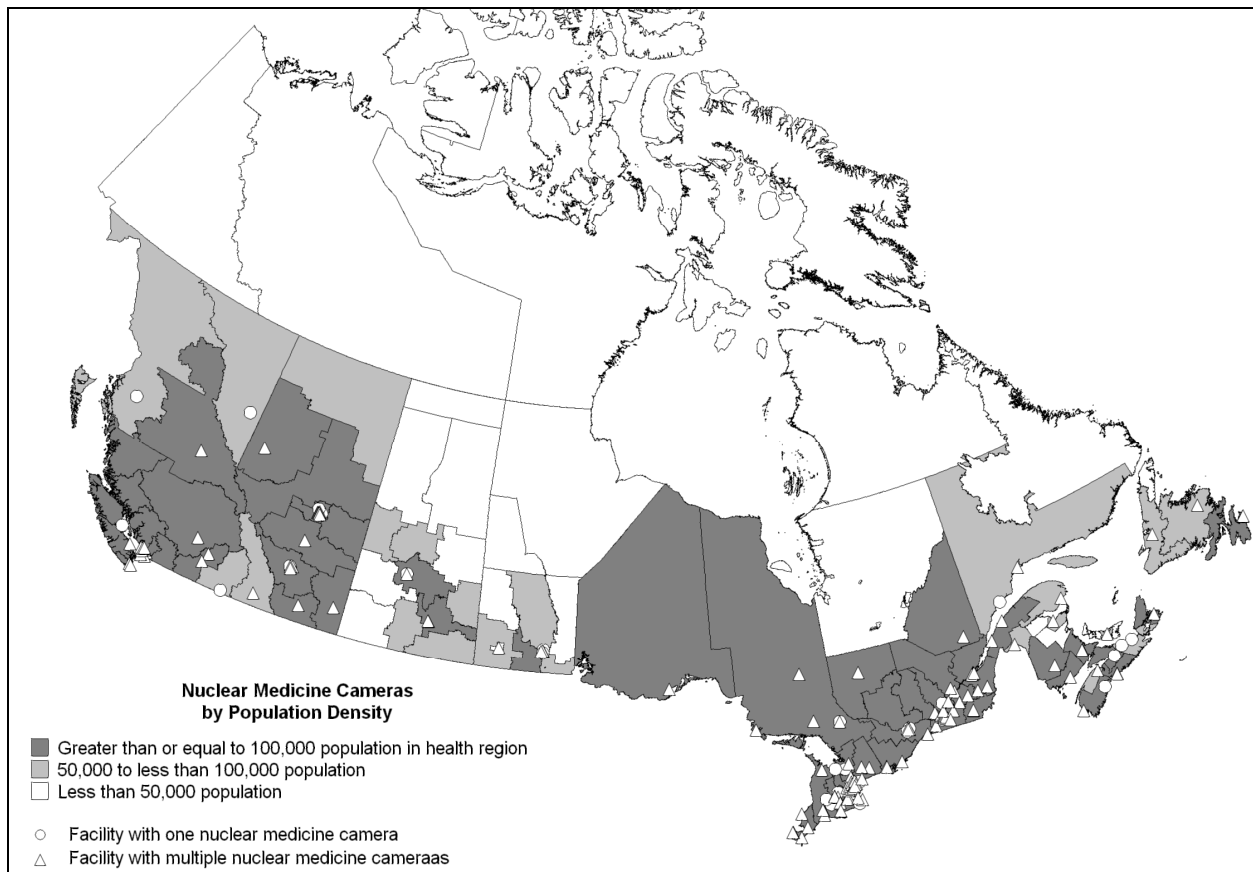 Nuclear Medicine Cameras
by Population Density
Greater than or equal to 100,000 population in health region
50,000 to less than 100,000 population
Less than 50,000 population
Facility with one nuclear medicine camera
Facility with multiple nuclear medicine cameraas